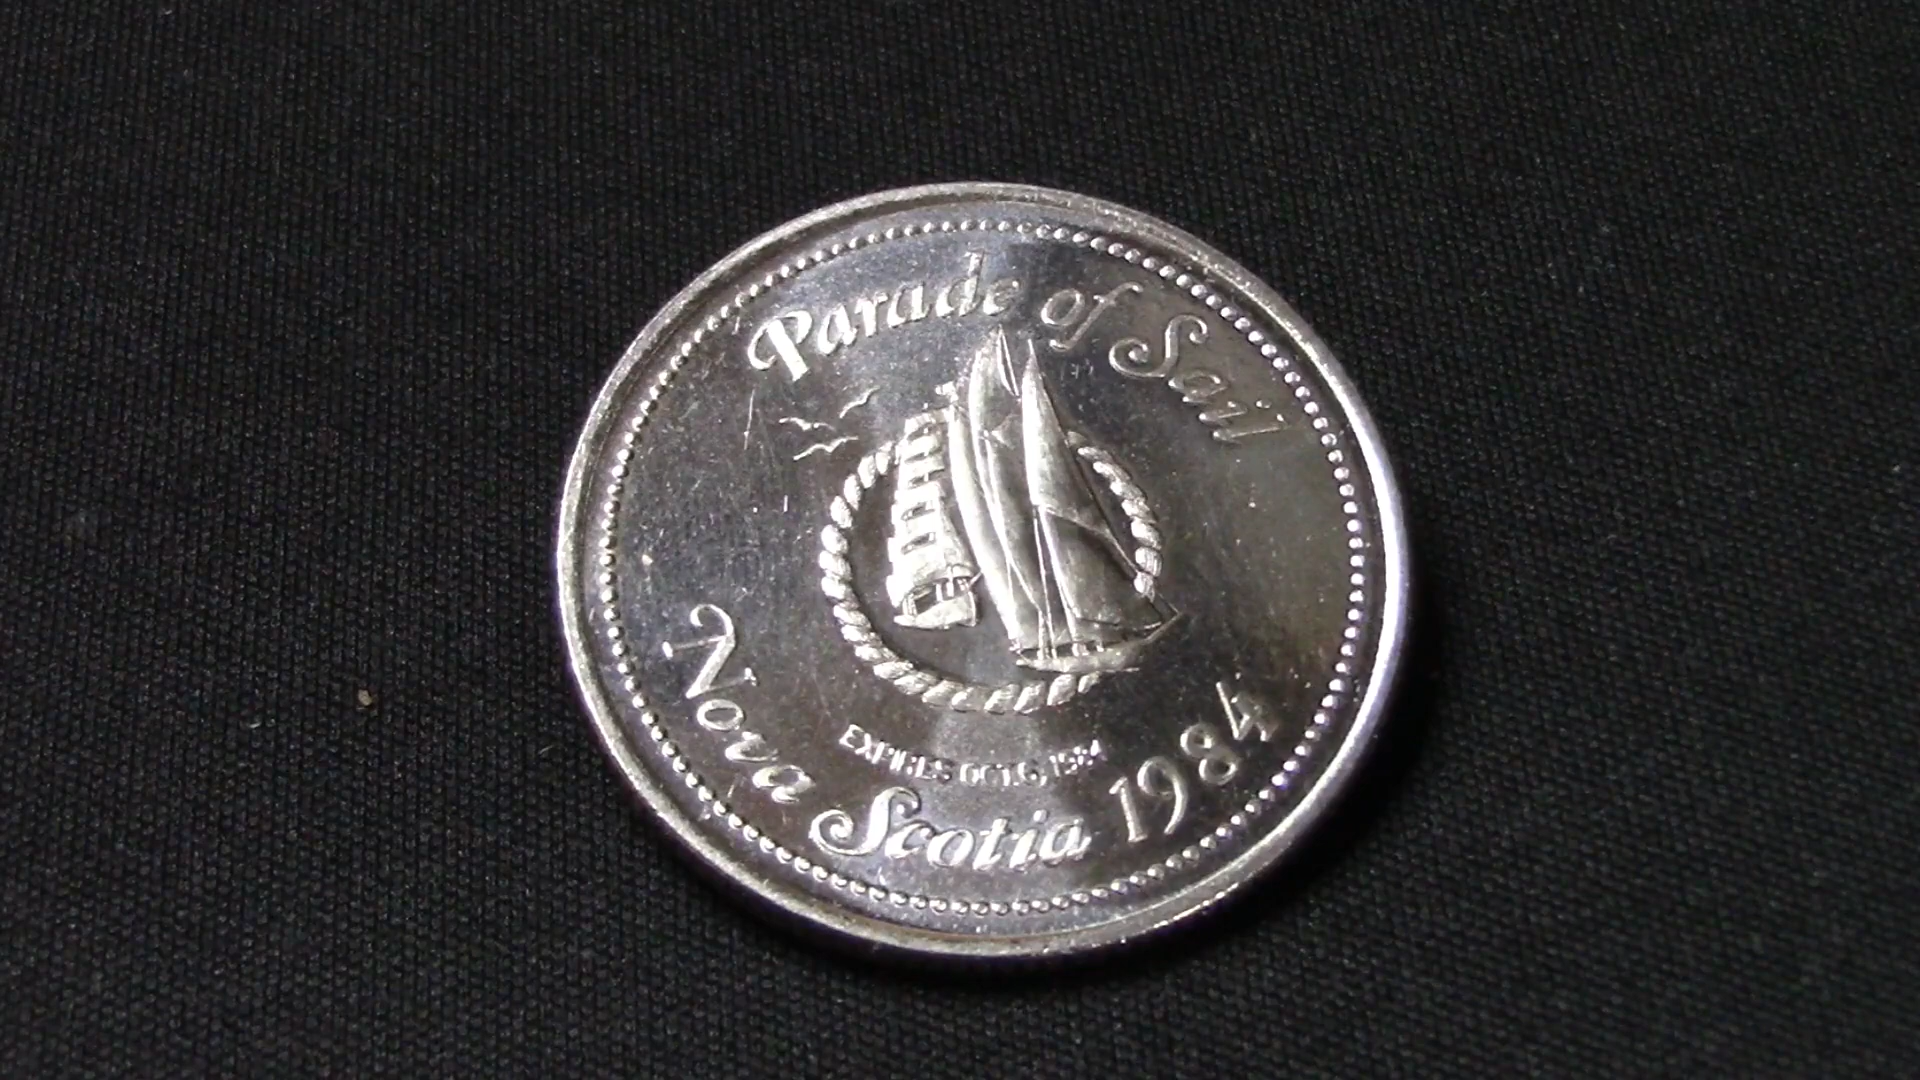 Parade of Sail
EXPIRES OCT.6, 1984
Nova Scotia 1984